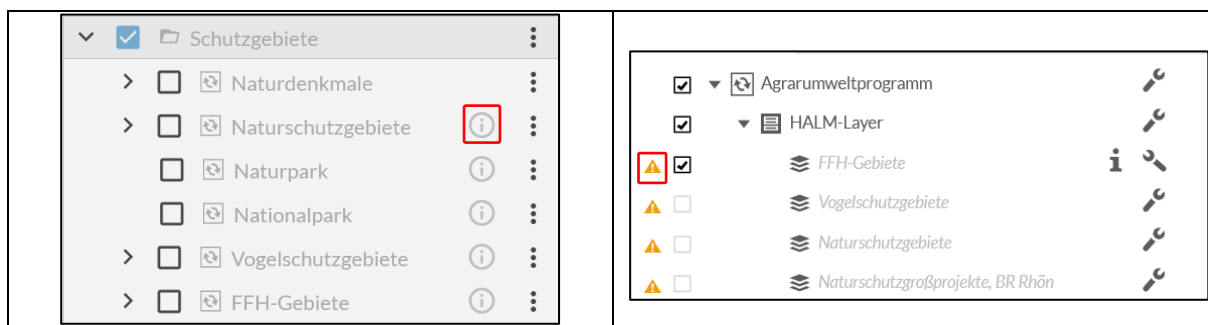 Schutzgebiete
Naturdenkmale
Naturschutzgebiete
Naturpark
Nationalpark
Vogelschutzgebiete
FFH-Gebiete
Agrarumweltprogramm
HALM-Layer
FFH-Gebiete
Vogelschutzgebiete
Naturschutzgebiete
Naturschutzgroßprojekte, BR Rhön